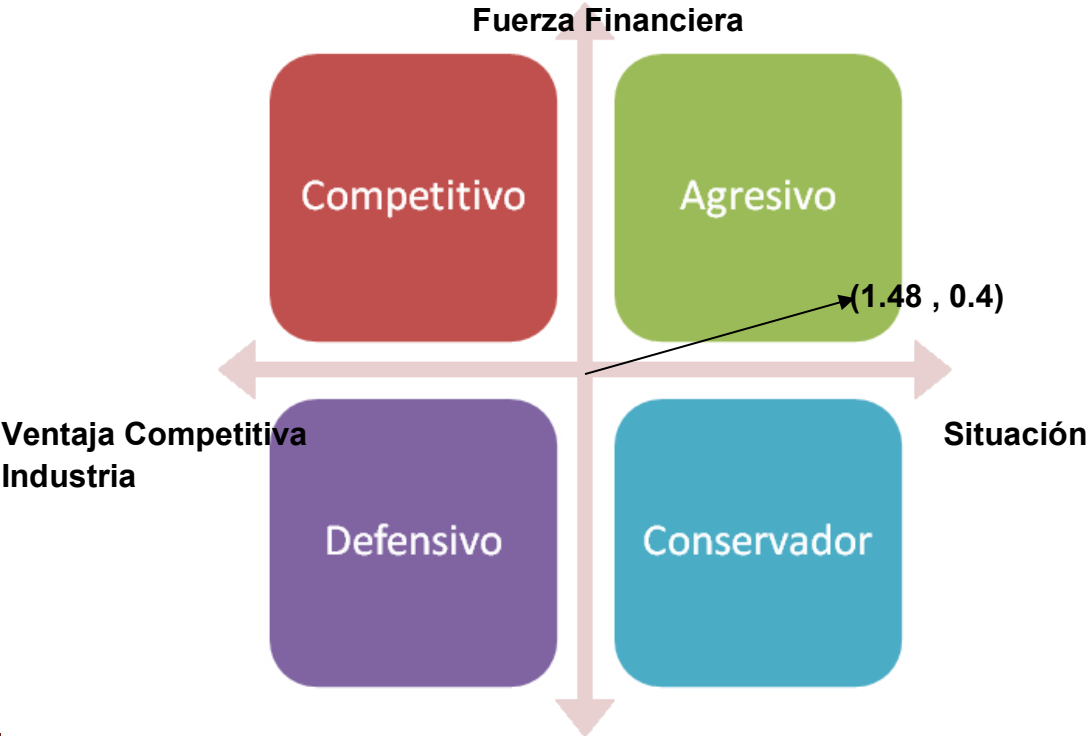 Fuerza Financiera
Competitivo
Agresivo
(1.48 , 0.4)
Ventaja Competitiva
Situación
Industria
Defensivo
Conservador